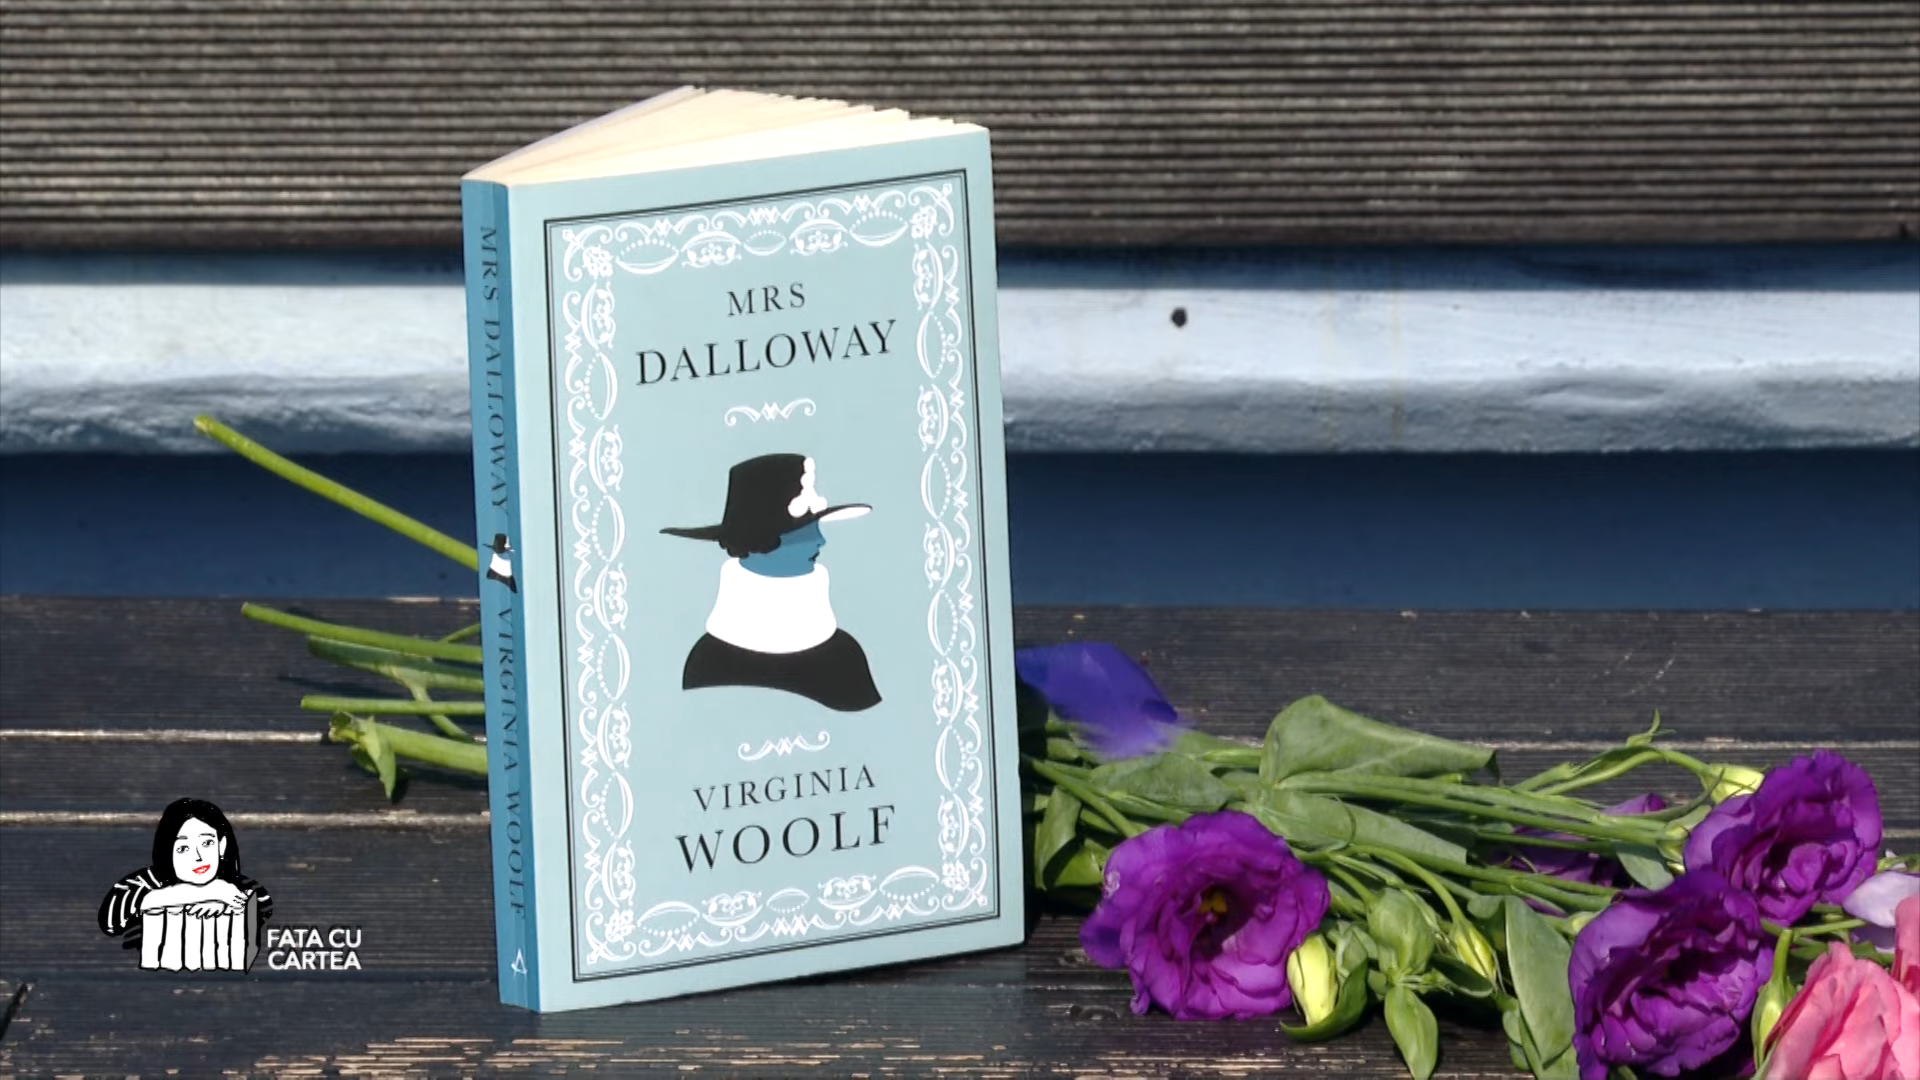 MRS
DALLOWAY
VIRGINIA
WOOLF
MRS DALLOWAY VIRGINIA WOOLF
FATA CU
CARTEA